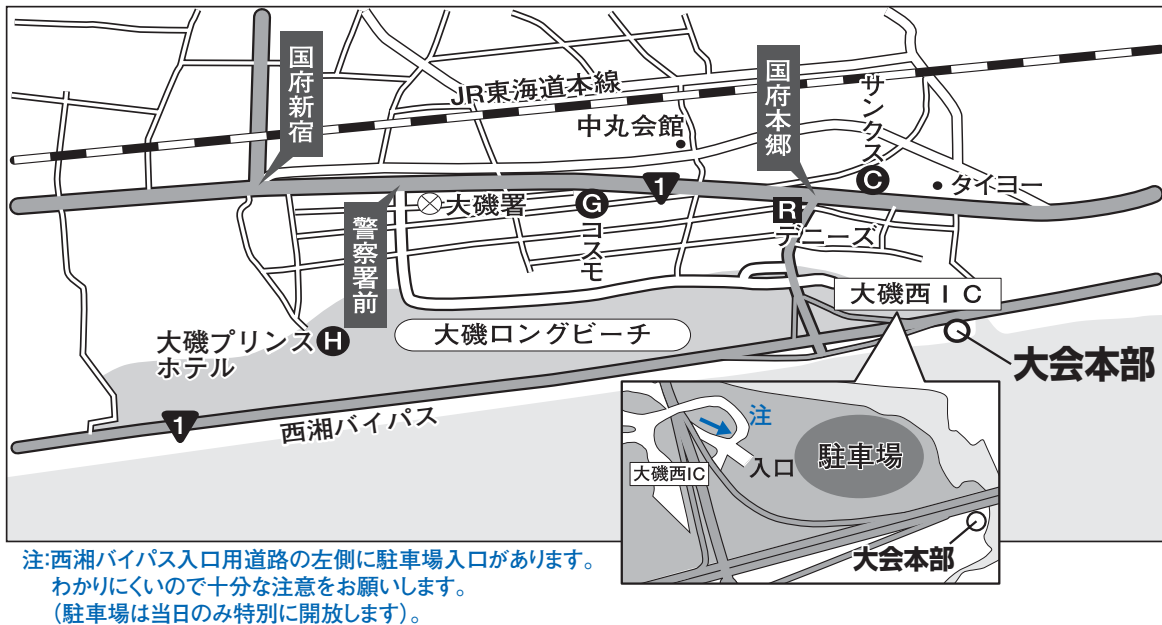 国府新宿
JR東海道本線
中丸会館
国府本郷
サンクス
C
タイヨー
1
大磯署
G
コスモ
R
デニーズ
警察署前
大磯西IC
大磯プリンス
ホテル
H
大磯ロングビーチ
大会本部
1
西湘バイパス
注
大磯西IC
入口
駐車場
大会本部
注:西湘バイパス入口用道路の左側に駐車場入口があります。
わかりにくいので十分な注意をお願いします。
(駐車場は当日のみ特別に開放します)。